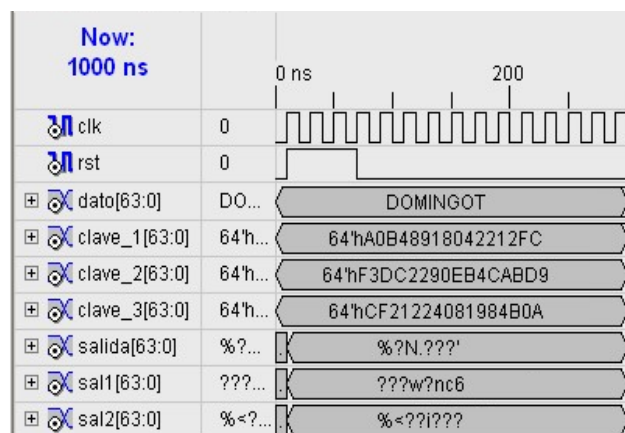 Now:
1000 ns
0 ns 200
clk 0
rst 0
dato[63:0] DO... DOMINGOT
clave_1[63:0] 64'h... 64'hA0B48918042212FC
clave_2[63:0] 64'h... 64'hF3DC2290EB4CABD9
clave_3[63:0] 64'h... 64'hCF21224081984B0A
salida[63:0] %?... . %?N.???'
sal1[63:0] ???... . ???w?nc6
sal2[63:0] %<?... . %<??i???